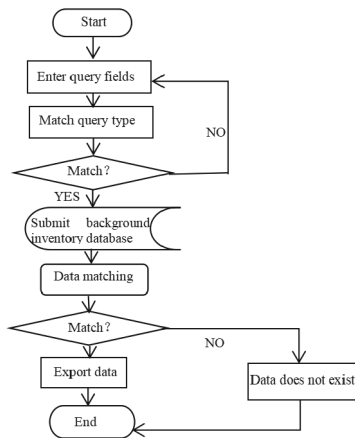 Start
Enter query fields
Match query type
NO
Match?
YES
Submit background
inventory database
Data matching
Match?
NO
Export data
Data does not exist
End